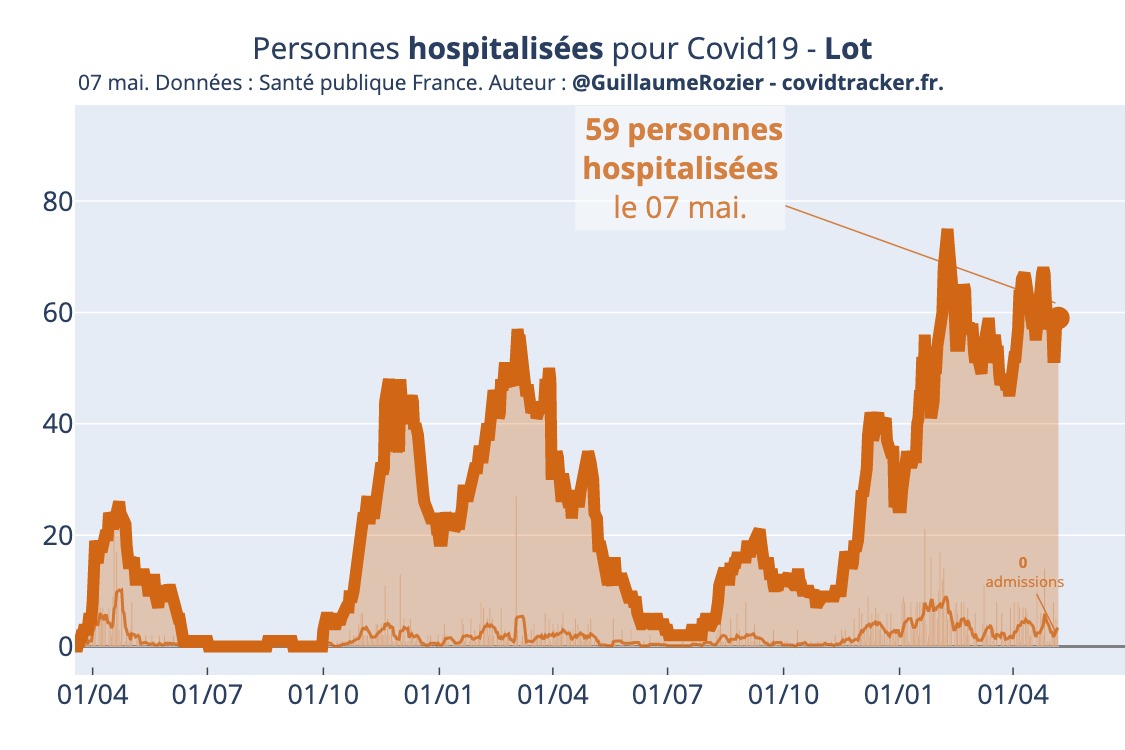 Personnes hospitalisées pour Covid19 - Lot
07 mai. Données : Santé publique France. Auteur : @GuillaumeRozier - covidtracker.fr.
59 personnes
hospitalisées
le 07 mai.
80
60
40
20
0
0
admissions
01/04 01/07 01/10 01/01 01/04 01/07 01/10 01/01 01/04